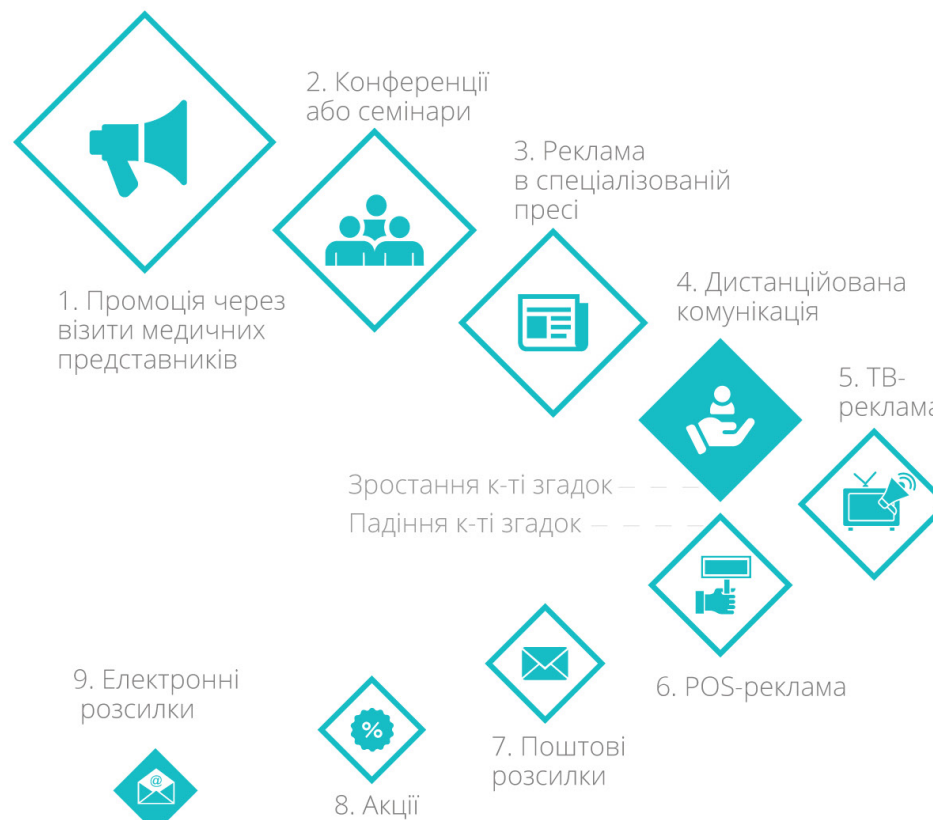 1. Промоція через
візити медичних
представників
2. Конференції
або семінари
3. Реклама
в спеціалізованій
пресі
4. Дистанційована
комунікація
5. ТВ-
реклама
Зростання к-ті згадок
Падіння к-ті згадок
6. POS-реклама
7. Поштові
розсилки
8. Акції
%
9. Електронні
розсилки
@